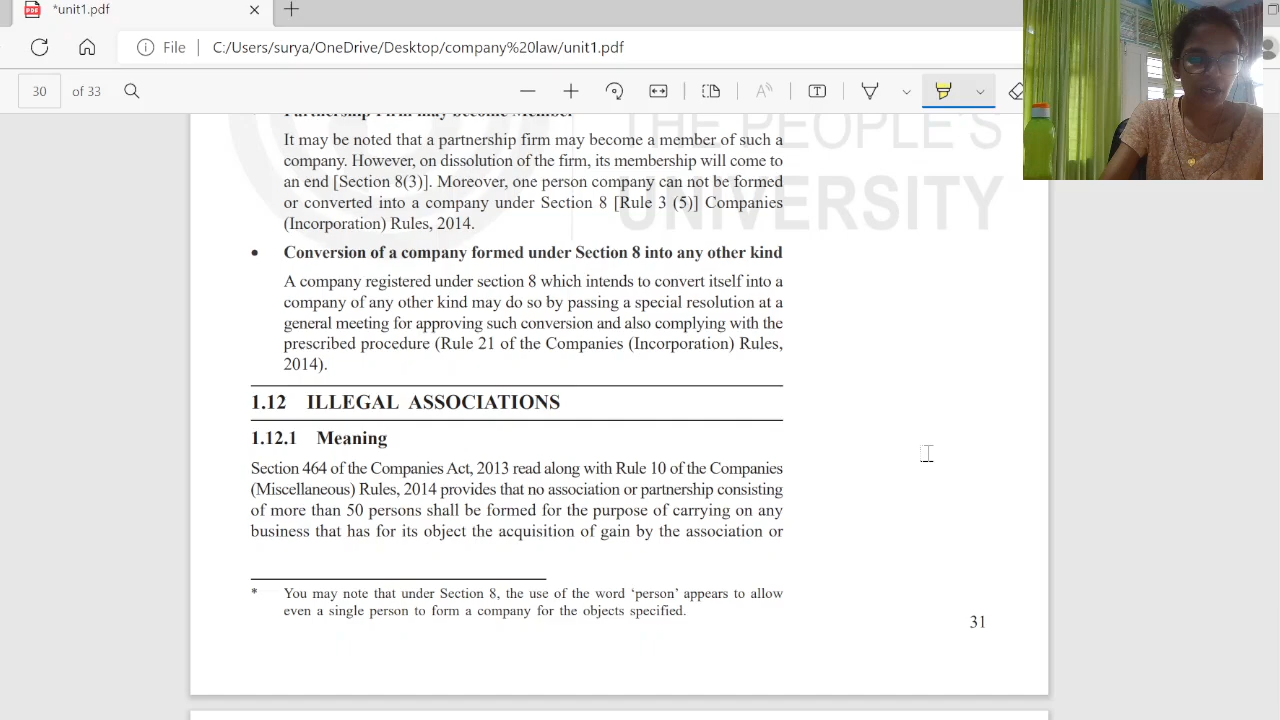 *unit1.pdf
File
C:/Users/surya/OneDrive/Desktop/company%20law/unit1.pdf
30 of 33
Partnership Firm may become Member
It may be noted that a partnership firm may become a member of such a
company. However, on dissolution of the firm, its membership will come to
an end [Section 8(3)]. Moreover, one person company can not be formed
or converted into a company under Section 8 [Rule 3 (5)] Companies
(Incorporation) Rules, 2014.
THE PEOPLE'S
UNIVERSITY
• Conversion of a company formed under Section 8 into any other kind
A company registered under section 8 which intends to convert itself into a
company of any other kind may do so by passing a special resolution at a
general meeting for approving such conversion and also complying with the
prescribed procedure (Rule 21 of the Companies (Incorporation) Rules,
2014).
1.12 ILLEGAL ASSOCIATIONS
1.12.1 Meaning
Section 464 of the Companies Act, 2013 read along with Rule 10 of the Companies
(Miscellaneous) Rules, 2014 provides that no association or partnership consisting
of more than 50 persons shall be formed for the purpose of carrying on any
business that has for its object the acquisition of gain by the association or
* You may note that under Section 8, the use of the word 'person' appears to allow
even a single person to form a company for the objects specified.
31